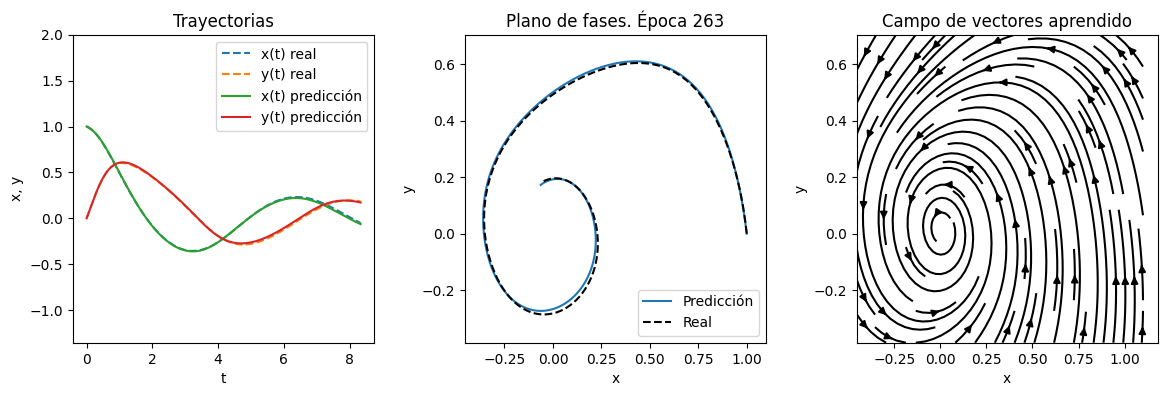 Trayectorias
2.0
1.5
1.0
0.5
0.0
−0.5
−1.0
x, y
0
2
4
6
8
t
x(t) real
y(t) real
x(t) predicción
y(t) predicción
Plano de fases. Época 263
0.6
0.4
0.2
0.0
−0.2
y
−0.25
0.00
0.25
0.50
0.75
1.00
x
Predicción
Real
Campo de vectores aprendido
0.6
0.4
0.2
0.0
−0.2
y
−0.25
0.00
0.25
0.50
0.75
1.00
x